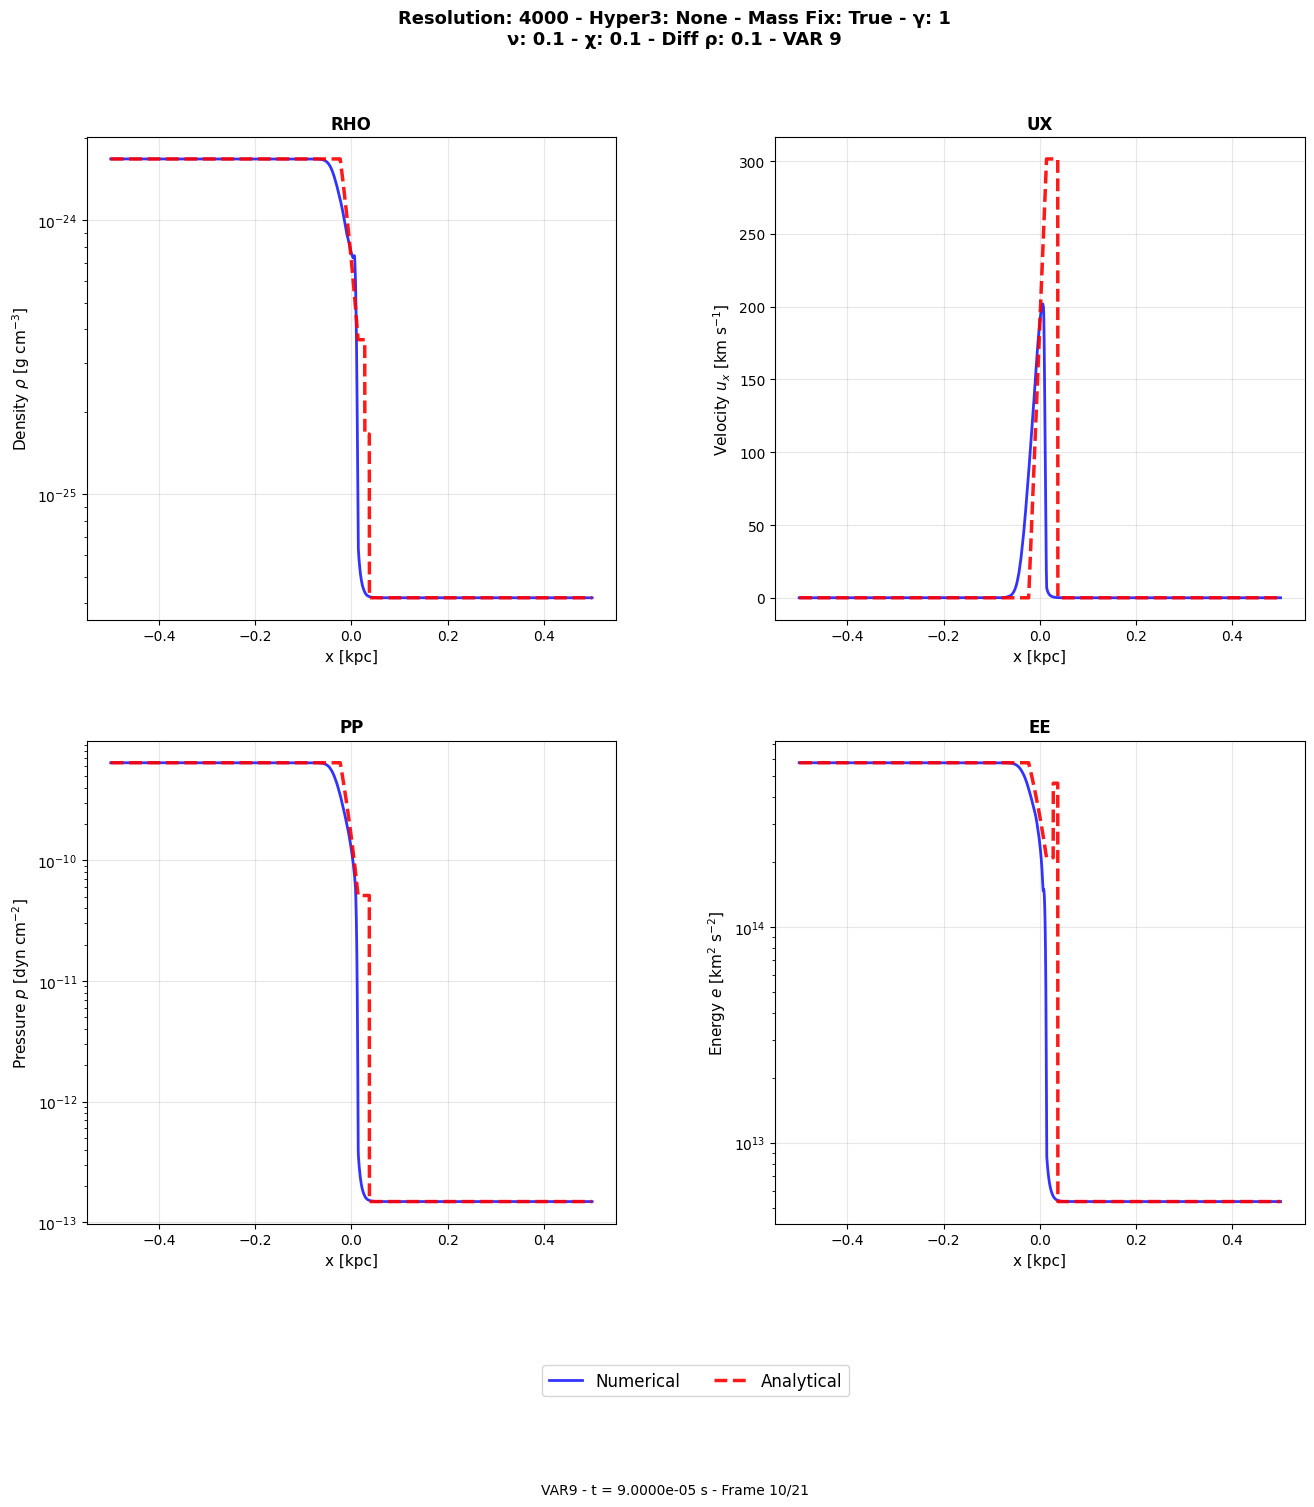 Resolution: 4000 - Hyper3: None - Mass Fix: True - γ: 1
ν: 0.1 - χ: 0.1 - Diff ρ: 0.1 - VAR 9
RHO
Density ρ [g cm⁻³]
10⁻²⁴
10⁻²⁵
−0.4 −0.2 0.0 0.2 0.4
x [kpc]
UX
Velocity uₓ [km s⁻¹]
300
250
200
150
100
50
0
−0.4 −0.2 0.0 0.2 0.4
x [kpc]
PP
Pressure p [dyn cm⁻²]
10⁻¹⁰
10⁻¹¹
10⁻¹²
10⁻¹³
−0.4 −0.2 0.0 0.2 0.4
x [kpc]
EE
Energy e [km² s⁻²]
10¹⁴
10¹³
−0.4 −0.2 0.0 0.2 0.4
x [kpc]
Numerical Analytical
VAR9 - t = 9.0000e-05 s - Frame 10/21